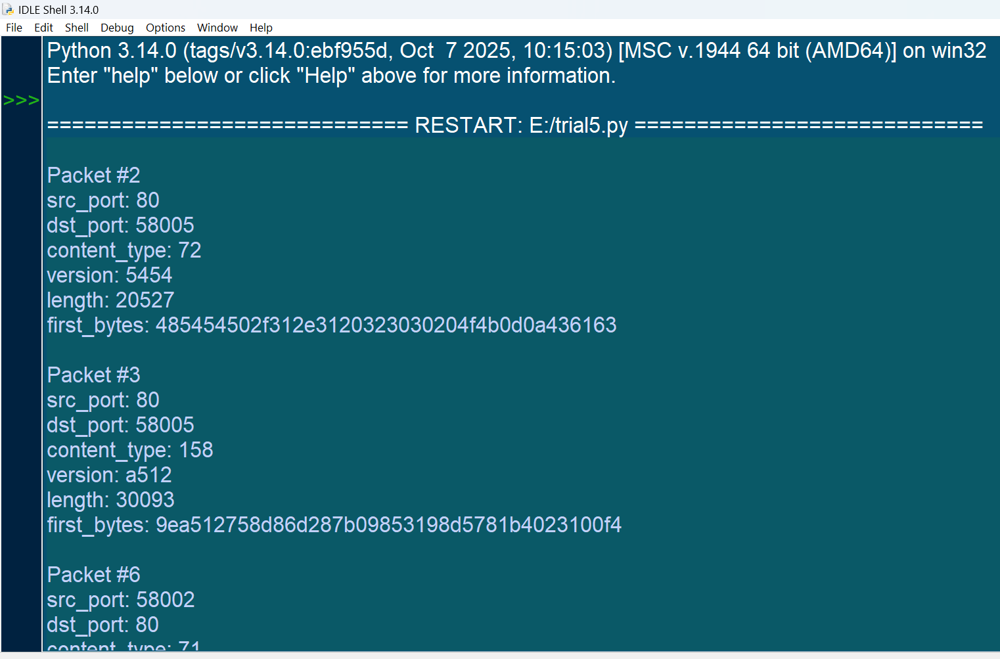 IDLE Shell 3.14.0
File Edit Shell Debug Options Window Help
Python 3.14.0 (tags/v3.14.0:ebf955d, Oct  7 2025, 10:15:03) [MSC v.1944 64 bit (AMD64)] on win32
Enter "help" below or click "Help" above for more information.
>>>
============================= RESTART: E:/trial5.py ============================
Packet #2
src_port: 80
dst_port: 58005
content_type: 72
version: 5454
length: 20527
first_bytes: 485454502f312e3120323030204f4b0d0a436163
Packet #3
src_port: 80
dst_port: 58005
content_type: 158
version: a512
length: 30093
first_bytes: 9ea512758d86d287b09853198d5781b4023100f4
Packet #6
src_port: 58002
dst_port: 80
content_type: 71